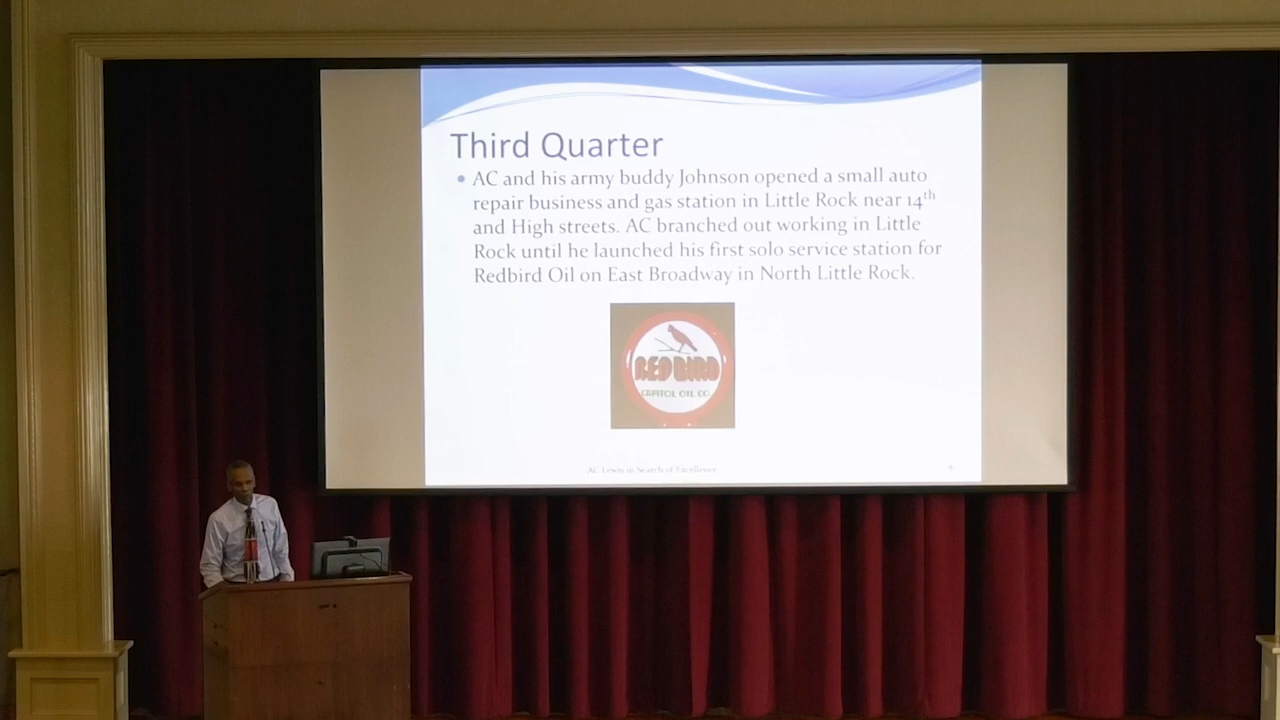 Third Quarter
• AC and his army buddy Johnson opened a small auto
repair business and gas station in Little Rock near 14th
and High streets. AC branched out working in Little
Rock until he launched his first solo service station for
Redbird Oil on East Broadway in North Little Rock.
REDBIRD
CAPITOL OIL CO.
AC Lewis in Search of Excellence